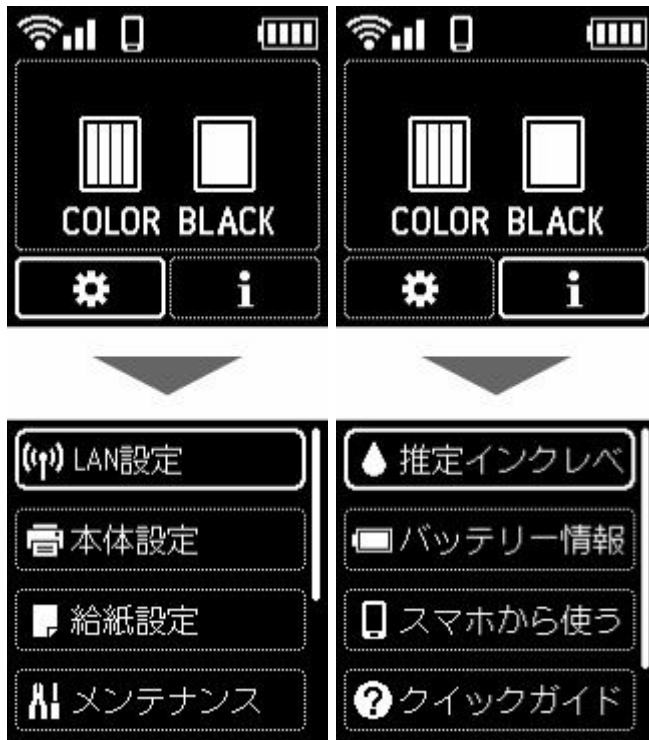 COLOR BLACK
COLOR BLACK
i
i
LAN設定
本体設定
給紙設定
メンテナンス
推定インクレベ
バッテリー情報
スマホから使う
クイックガイド